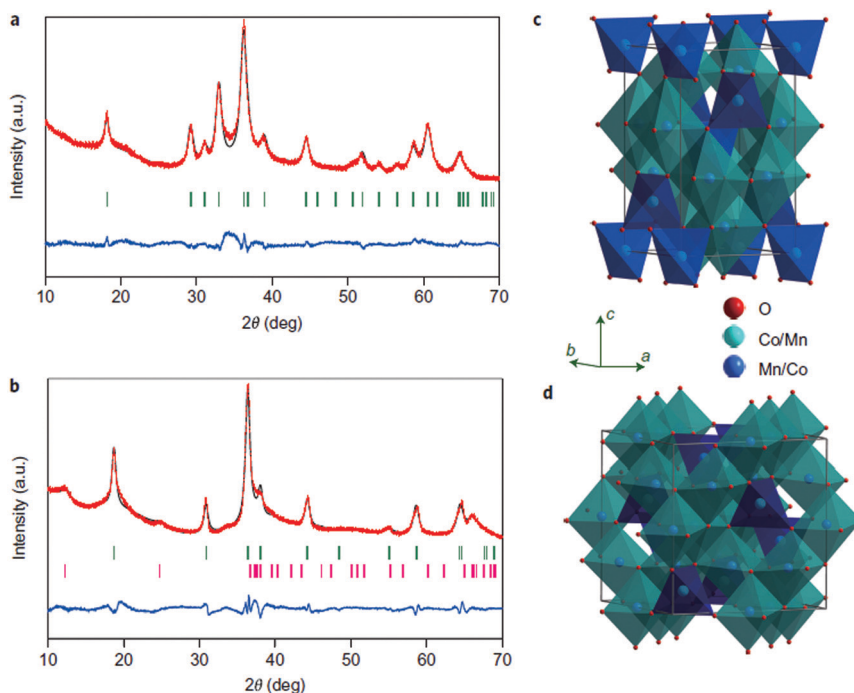 a
Intensity (a.u.)
10 20 30 40 50 60 70
2θ (deg)
b
Intensity (a.u.)
10 20 30 40 50 60 70
2θ (deg)
c
c
b a
O
Co/Mn
Mn/Co
d